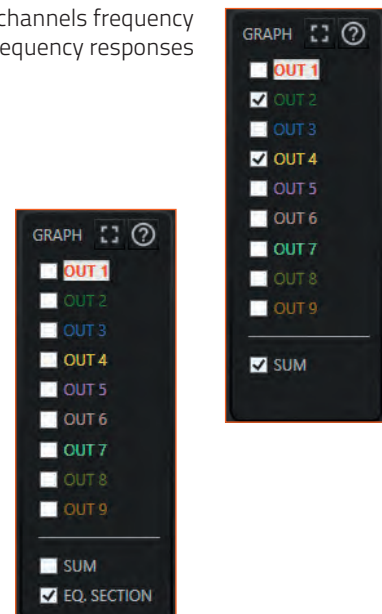 channels frequency
equency responses
GRAPH
OUT 1
OUT 2
OUT 3
OUT 4
OUT 5
OUT 6
OUT 7
OUT 8
OUT 9
SUM
GRAPH
OUT 1
OUT 2
OUT 3
OUT 4
OUT 5
OUT 6
OUT 7
OUT 8
OUT 9
SUM
EQ. SECTION